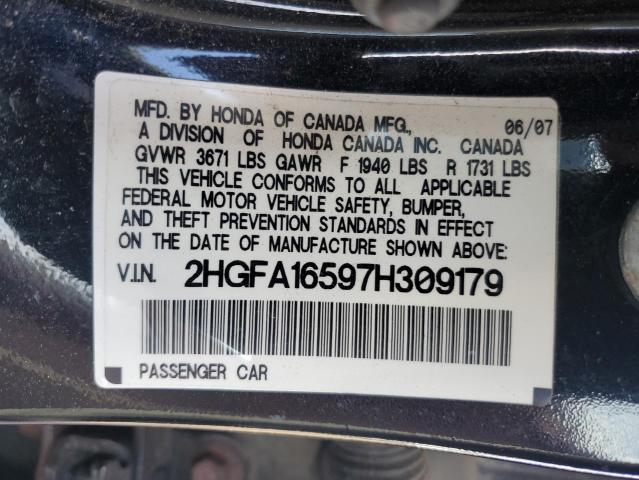 MFD. BY HONDA OF CANADA MFG., 06/07
A DIVISION OF HONDA CANADA INC. CANADA
GVWR 3671 LBS GAWR F 1940 LBS R 1731 LBS
THIS VEHICLE CONFORMS TO ALL APPLICABLE
FEDERAL MOTOR VEHICLE SAFETY, BUMPER,
AND THEFT PREVENTION STANDARDS IN EFFECT
ON THE DATE OF MANUFACTURE SHOWN ABOVE:
V.I.N. 2HGFA16597H309179
PASSENGER CAR